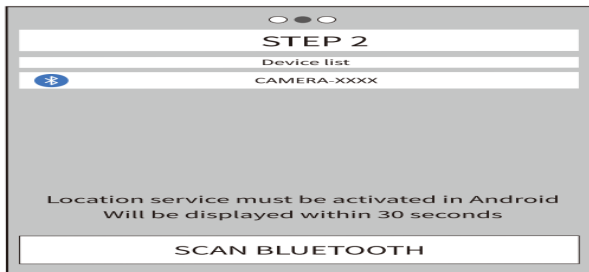 STEP 2
Device list
CAMERA-XXXX
Location service must be activated in Android
Will be displayed within 30 seconds
SCAN BLUETOOTH